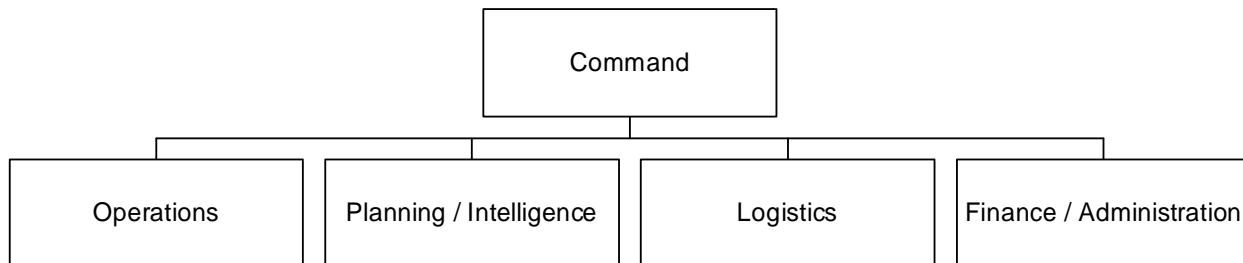 Command
Operations
Planning / Intelligence
Logistics
Finance / Administration